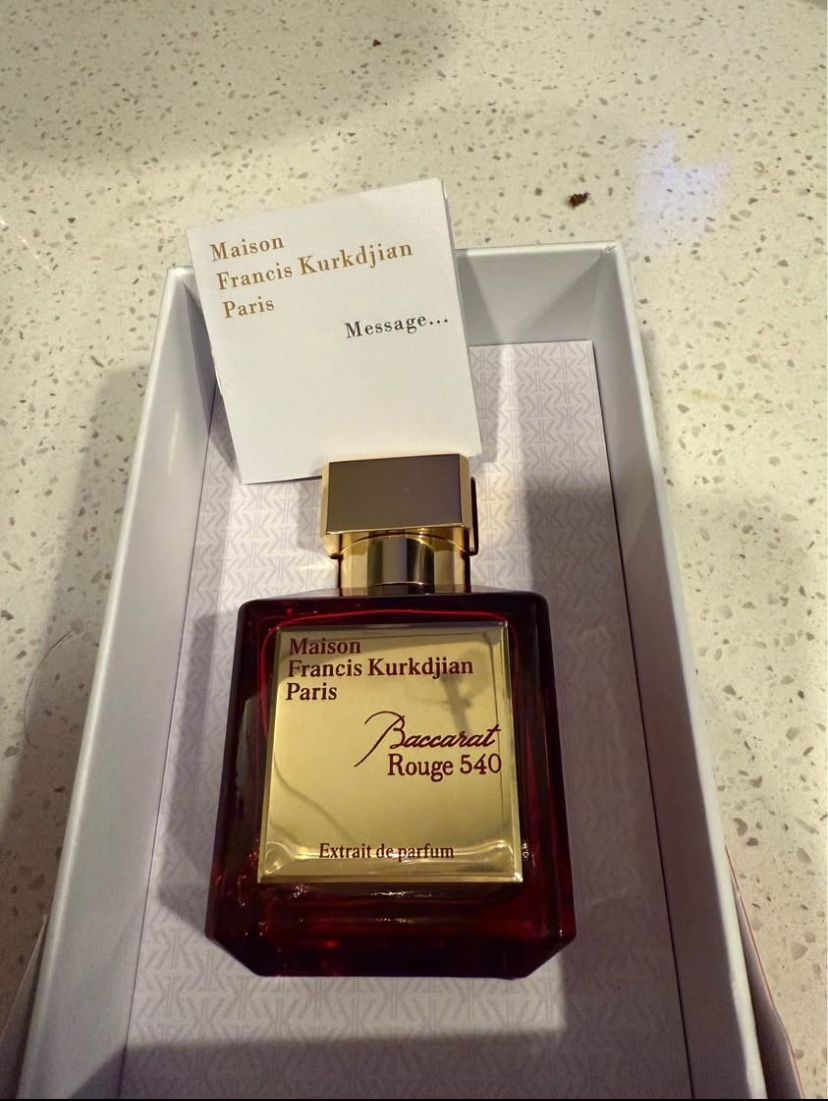 Maison
Francis Kurkdjian
Paris
Message...
Maison
Francis Kurkdjian
Paris
Baccarat
Rouge 540
Extrait de parfum